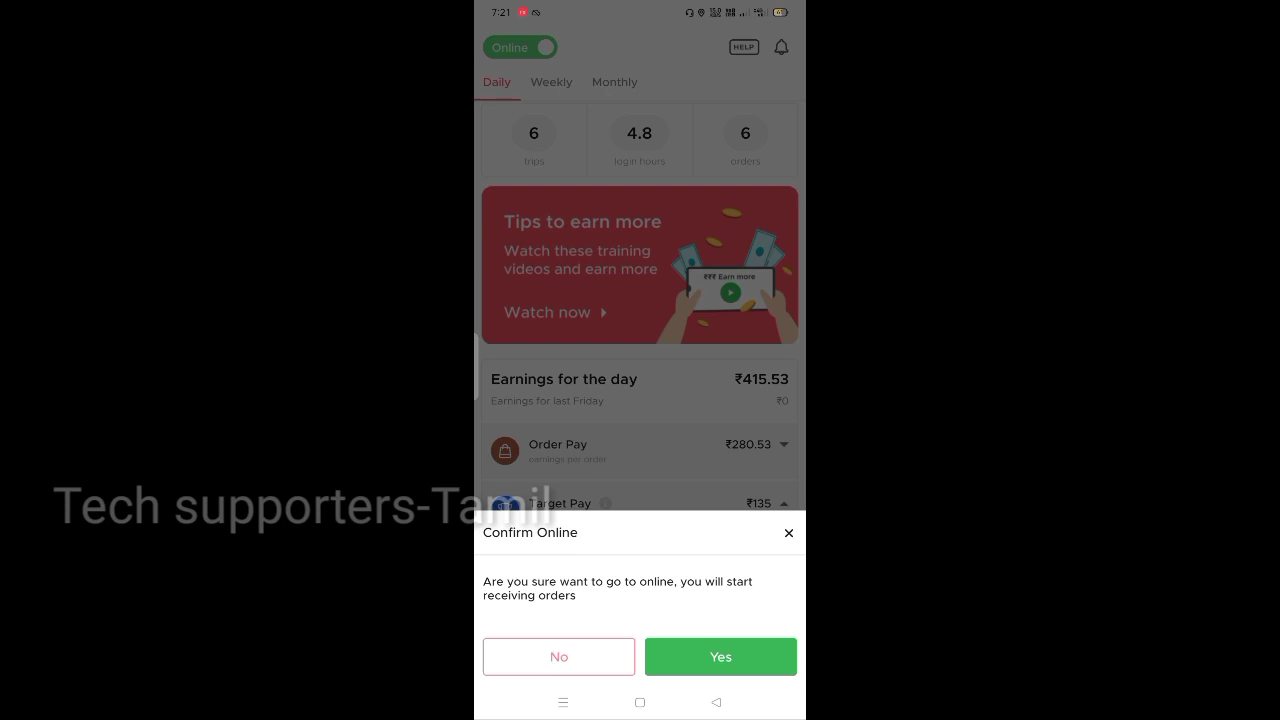 7:21
Online
HELP
Daily Weekly Monthly
6 4.8 6
trips login hours orders
Tips to earn more
Watch these training
videos and earn more
₹₹₹ Earn more
Watch now
Earnings for the day ₹415.53
Earnings for last Friday ₹0
Order Pay ₹280.53
earnings per order
Target Pay ₹135
Tech supporters-Tamil
Confirm Online
Are you sure want to go to online, you will start
receiving orders
No Yes